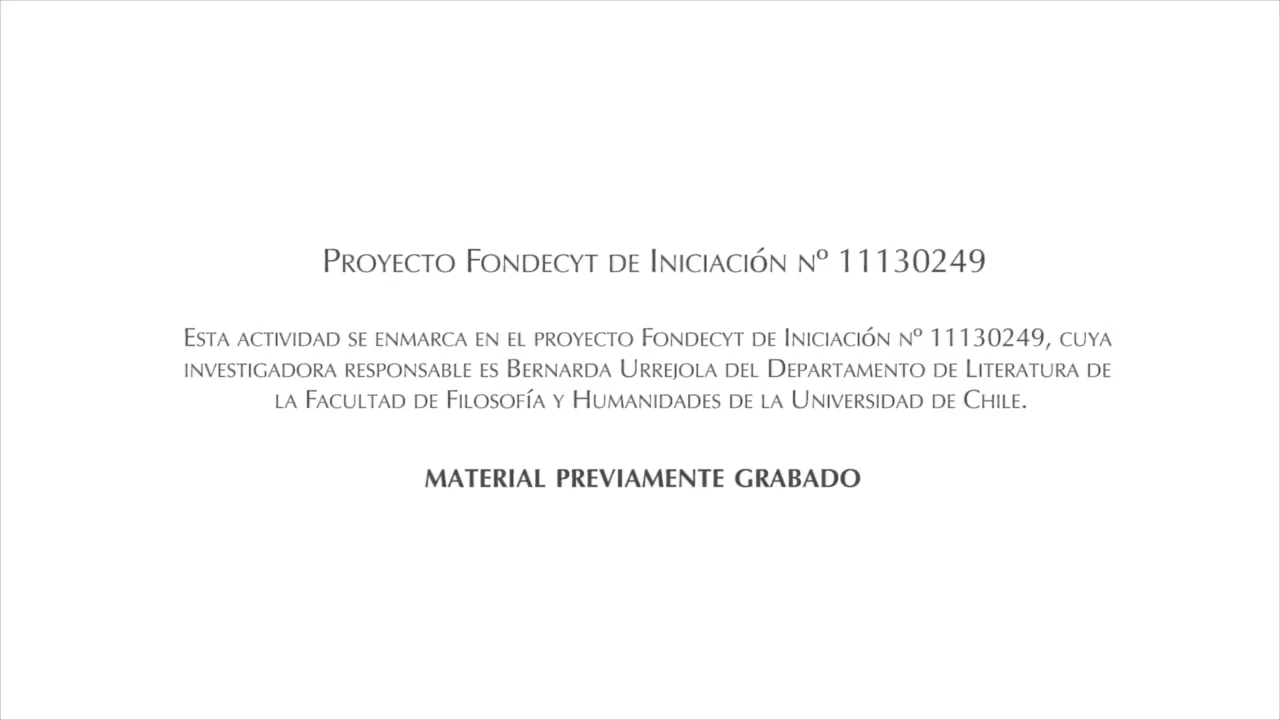 Proyecto Fondecyt de Iniciación nº 11130249
Esta actividad se enmarca en el proyecto Fondecyt de Iniciación nº 11130249, cuya
investigadora responsable es Bernarda Urrejola del Departamento de Literatura de
la Facultad de Filosofía y Humanidades de la Universidad de Chile.
MATERIAL PREVIAMENTE GRABADO